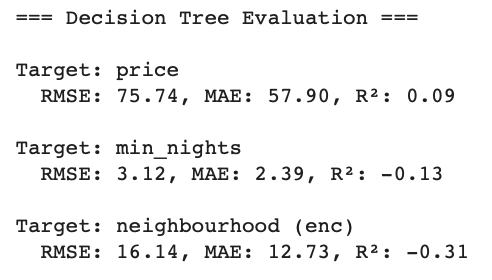 === Decision Tree Evaluation ===
Target: price
RMSE: 75.74, MAE: 57.90, R²: 0.09
Target: min_nights
RMSE: 3.12, MAE: 2.39, R²: -0.13
Target: neighbourhood (enc)
RMSE: 16.14, MAE: 12.73, R²: -0.31